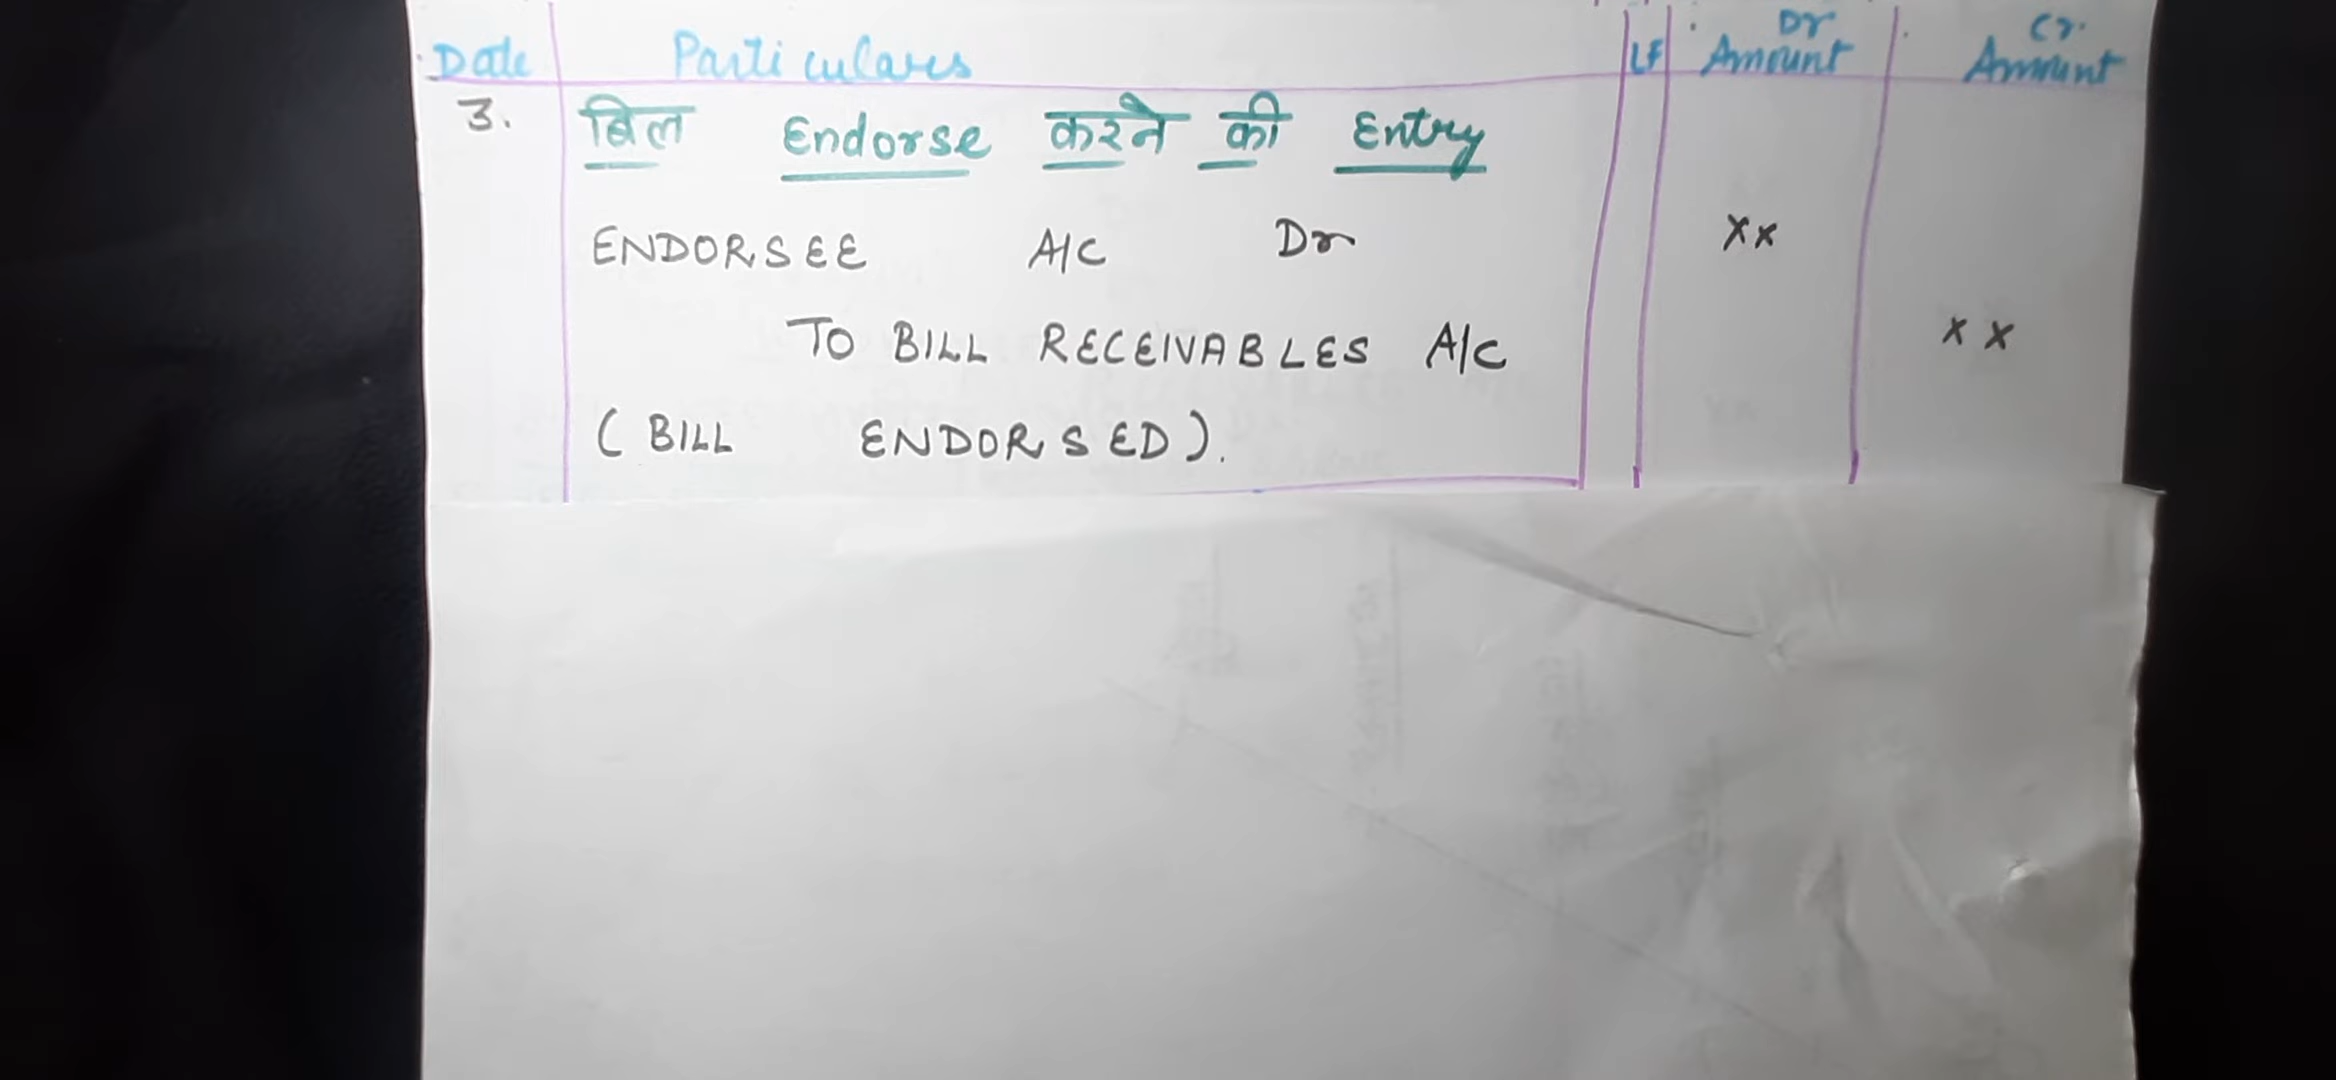 Date Particulars LF Dr Amount Cr. Amount
3. बिल Endorse करने की Entry
ENDORSEE A/C Dr xx
TO BILL RECEIVABLES A/C x x
( BILL ENDORSED ).